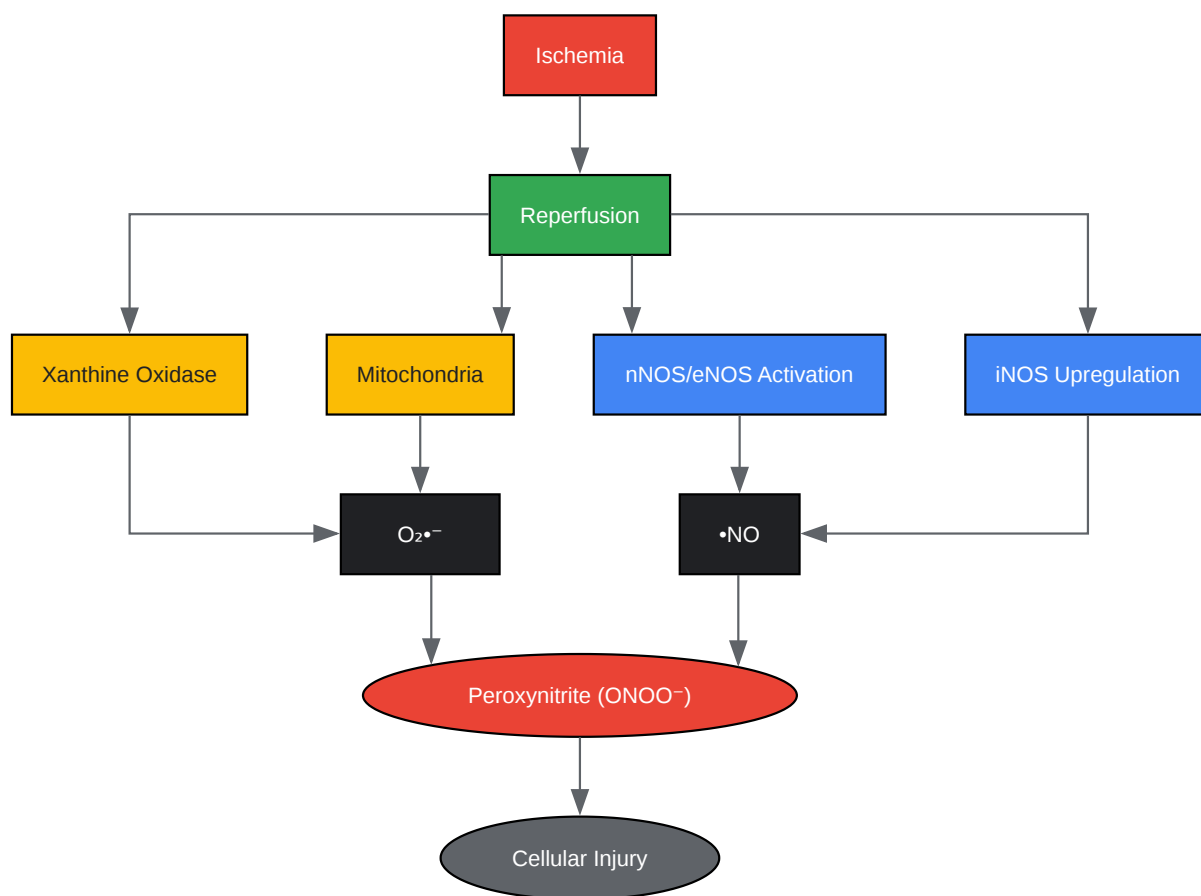 Ischemia
Reperfusion
Xanthine Oxidase
Mitochondria
nNOS/eNOS Activation
iNOS Upregulation
O₂•⁻
•NO
Peroxynitrite (ONOO⁻)
Cellular Injury